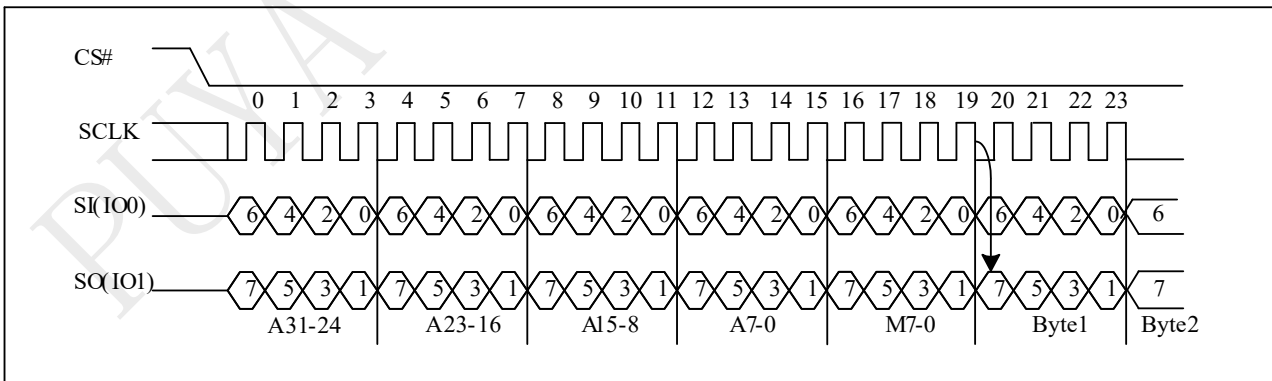 PUYA
CS#
0 1 2 3 4 5 6 7 8 9 10 11 12 13 14 15 16 17 18 19 20 21 22 23
SCLK
SI(IO0) 6 4 2 0 6 4 2 0 6 4 2 0 6 4 2 0 6 4 2 0 6 4 2 0 6
SO(IO1) 7 5 3 1 7 5 3 1 7 5 3 1 7 5 3 1 7 5 3 1 7 5 3 1 7
A31-24 A23-16 A15-8 A7-0 M7-0 Byte1 Byte2